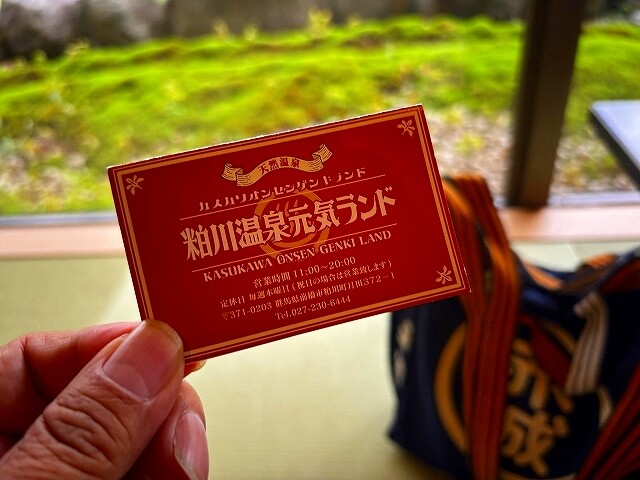 天然温泉
カスカワオンセンゲンキランド
粕川温泉元気ランド
KASUKAWA ONSEN GENKI LAND
営業時間 11:00～20:00
定休日 毎週水曜日（祝日の場合は営業致します）
〒371-0203 群馬県前橋市粕川町月田372-1
Tel.027-230-6444
成